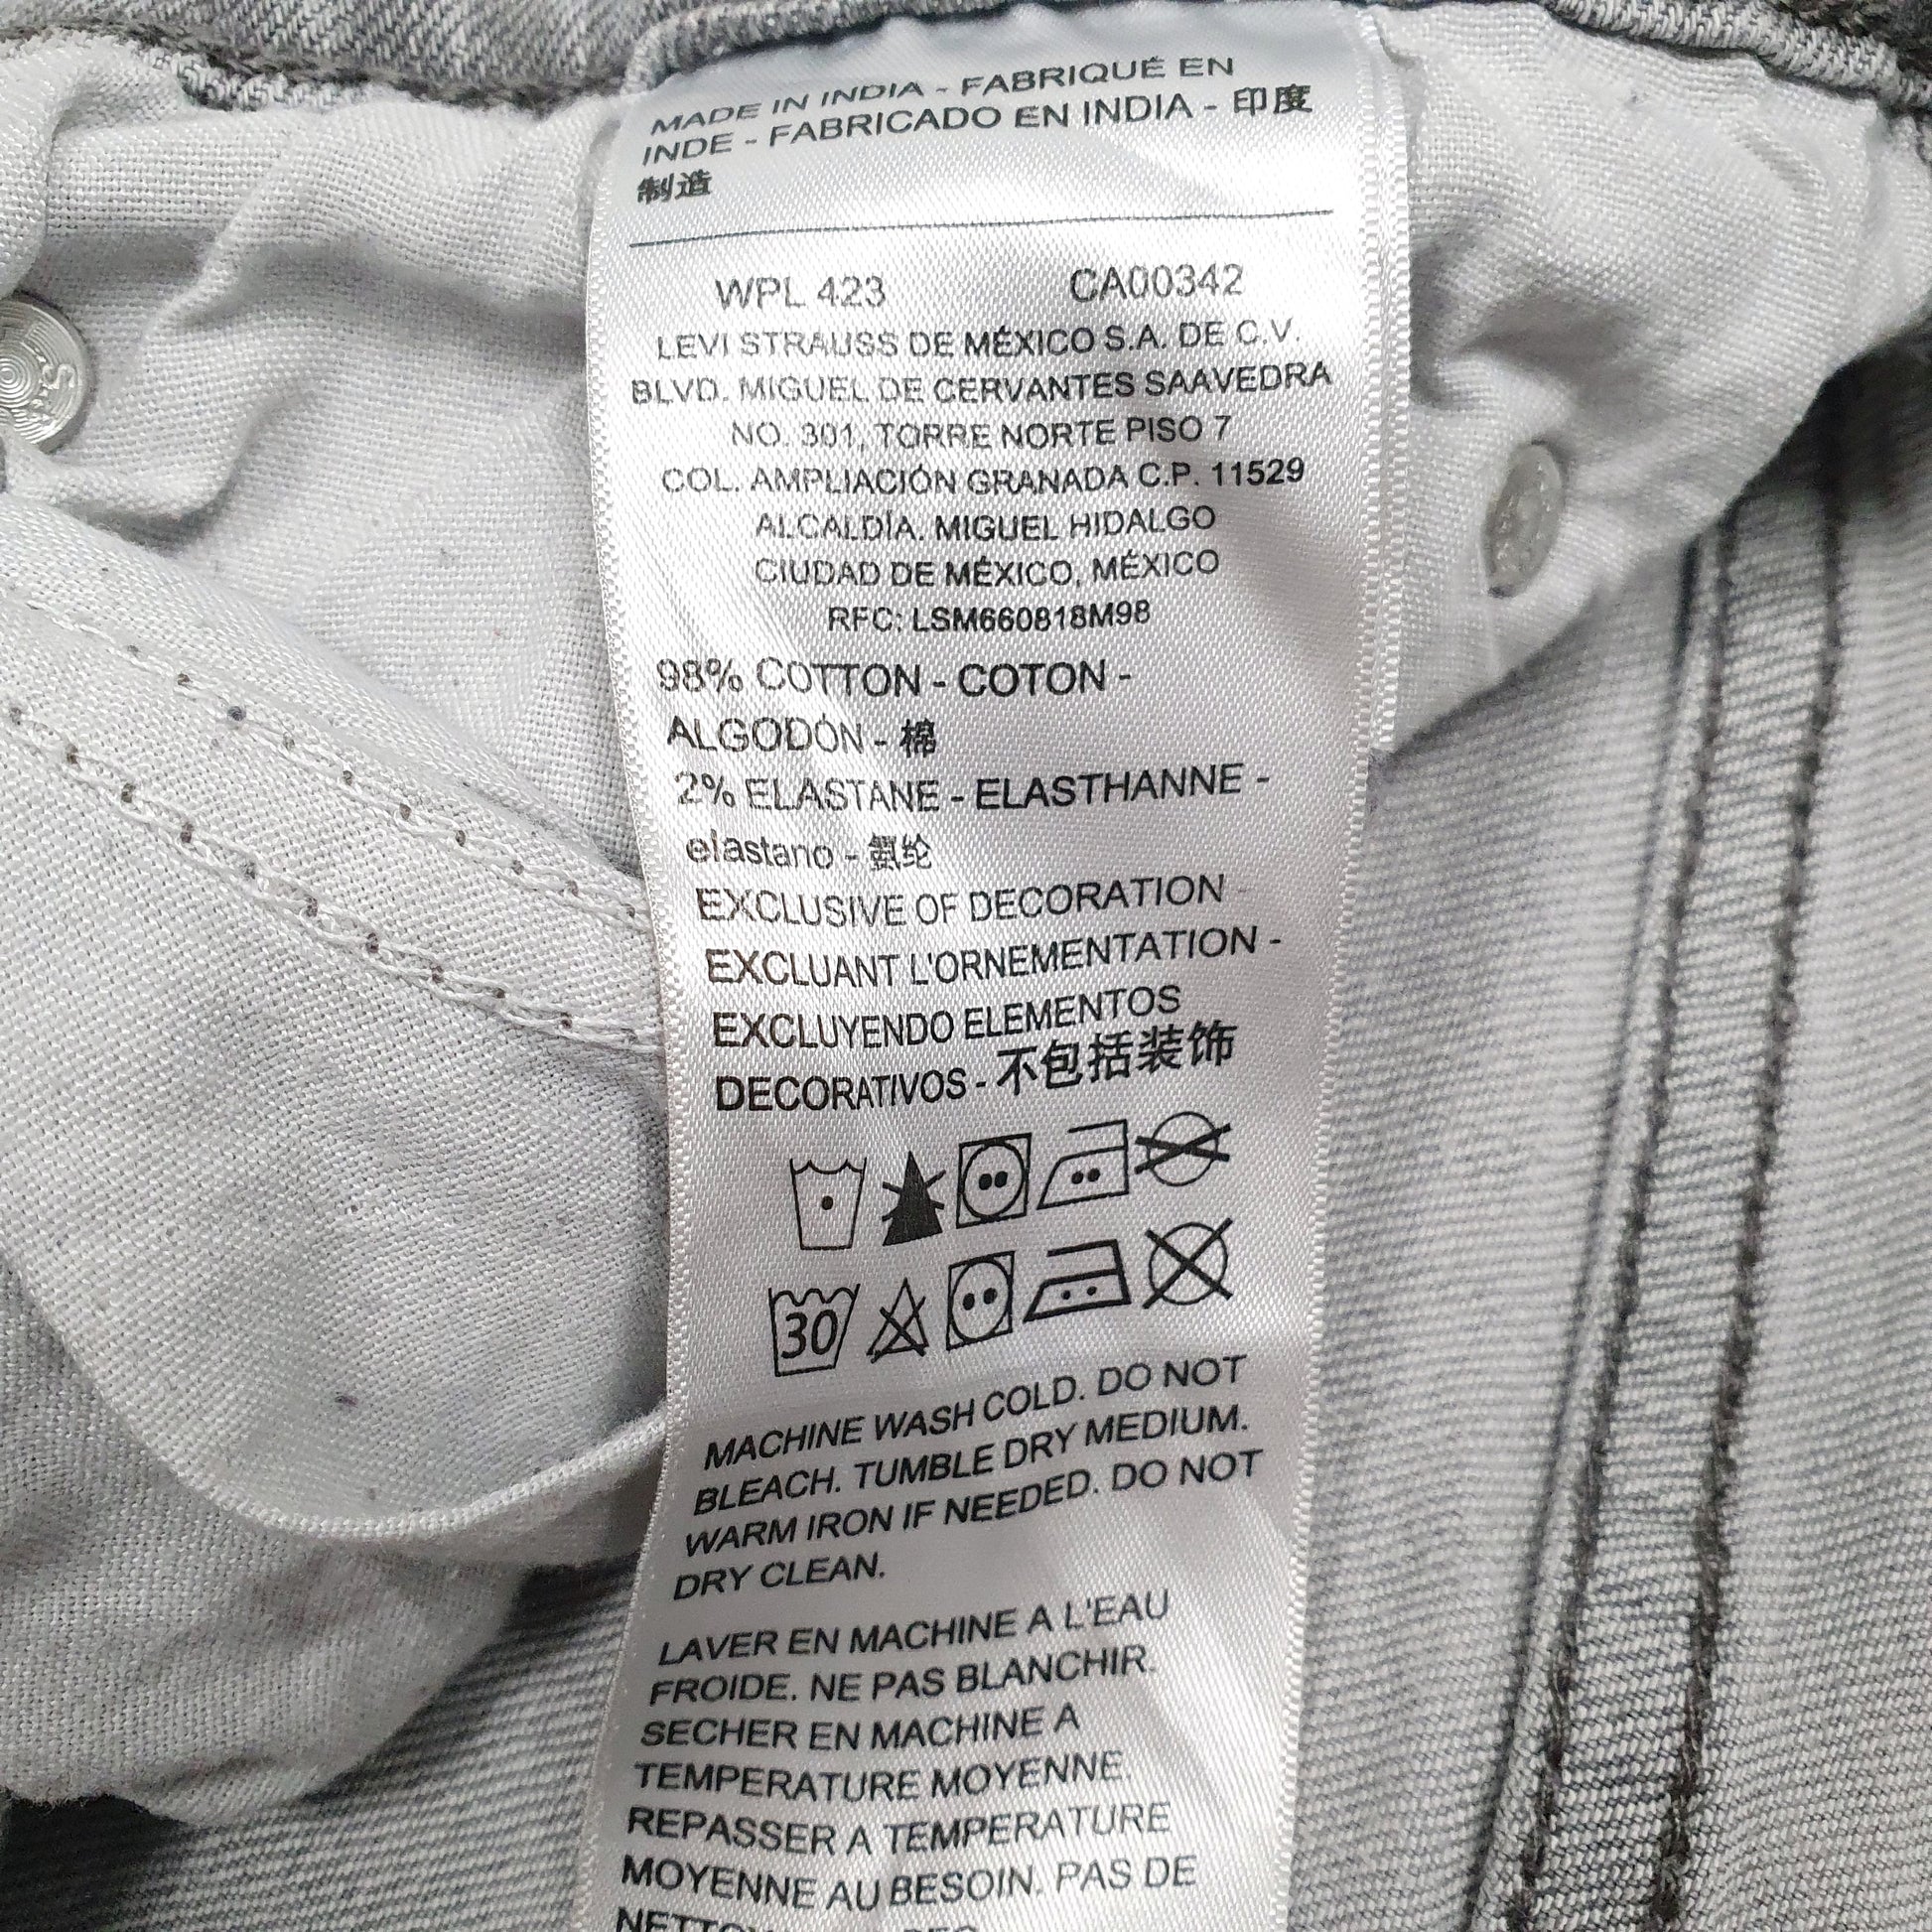 MADE IN INDIA - FABRIQUÉ EN
INDE - FABRICADO EN INDIA - 印度
制造
WPL 423 CA00342
LEVI STRAUSS DE MÉXICO S.A. DE C.V.
BLVD. MIGUEL DE CERVANTES SAAVEDRA
NO. 301, TORRE NORTE PISO 7
COL. AMPLIACIÓN GRANADA C.P. 11529
ALCALDÍA. MIGUEL HIDALGO
CIUDAD DE MÉXICO, MÉXICO
RFC: LSM660818M98
98% COTTON - COTON -
ALGODÓN - 棉
2% ELASTANE - ELASTHANNE -
elastano - 氨纶
EXCLUSIVE OF DECORATION -
EXCLUANT L'ORNEMENTATION -
EXCLUYENDO ELEMENTOS
DECORATIVOS - 不包括装饰
30
MACHINE WASH COLD. DO NOT
BLEACH. TUMBLE DRY MEDIUM.
WARM IRON IF NEEDED. DO NOT
DRY CLEAN.
LAVER EN MACHINE A L'EAU
FROIDE. NE PAS BLANCHIR.
SECHER EN MACHINE A
TEMPERATURE MOYENNE.
REPASSER A TEMPERATURE
MOYENNE AU BESOIN. PAS DE